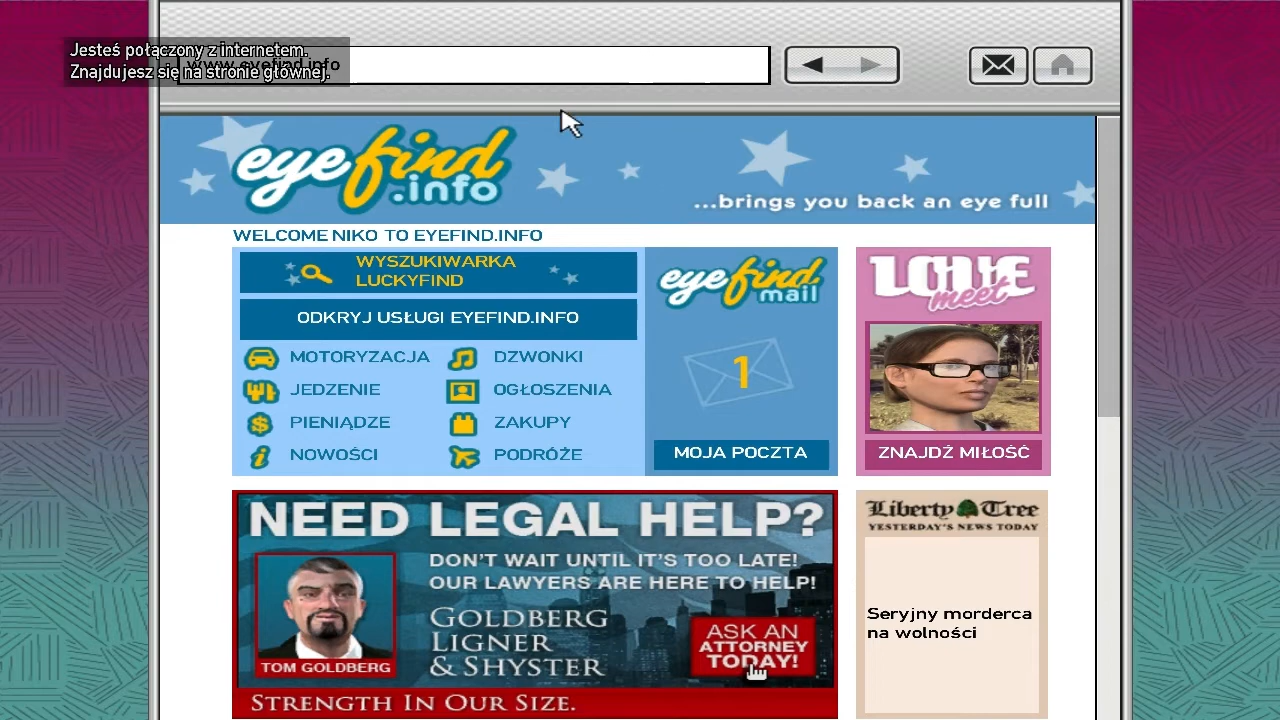 Jesteś połączony z internetem.
Znajdujesz się na stronie głównej.
www.eyefind.info
eyefind
.info
...brings you back an eye full
WELCOME NIKO TO EYEFIND.INFO
WYSZUKIWARKA
LUCKYFIND
ODKRYJ USŁUGI EYEFIND.INFO
MOTORYZACJA
DZWONKI
JEDZENIE
OGŁOSZENIA
PIENIĄDZE
ZAKUPY
NOWOŚCI
PODRÓŻE
eyefind
mail
1
MOJA POCZTA
LOVE
meet
ZNAJDŹ MIŁOŚĆ
NEED LEGAL HELP?
DON'T WAIT UNTIL IT'S TOO LATE!
OUR LAWYERS ARE HERE TO HELP!
GOLDBERG
LIGNER
& SHYSTER
TOM GOLDBERG
ASK AN
ATTORNEY
TODAY!
STRENGTH IN OUR SIZE.
Liberty Tree
YESTERDAY'S NEWS TODAY
Seryjny morderca
na wolności